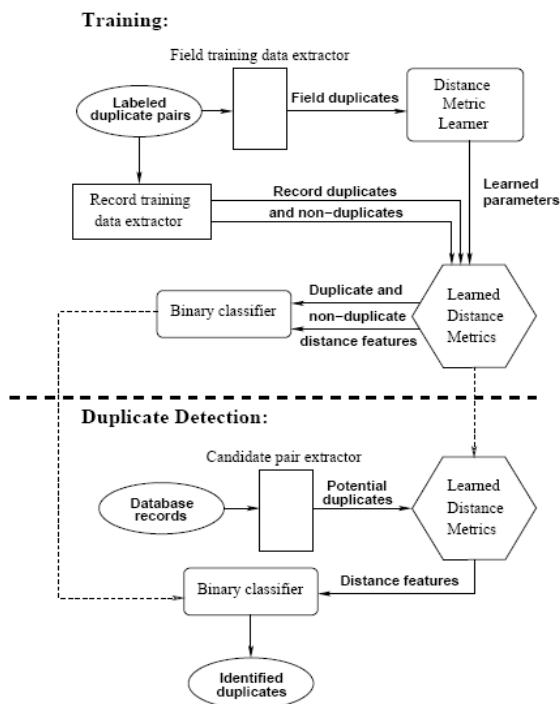 Training:
Field training data extractor
Labeled
duplicate pairs
Field duplicates
Distance
Metric
Learner
Record training
data extractor
Record duplicates
and non−duplicates
Learned
parameters
Binary classifier
Duplicate and
non−duplicate
distance features
Learned
Distance
Metrics
Duplicate Detection:
Candidate pair extractor
Database
records
Potential
duplicates
Learned
Distance
Metrics
Binary classifier
Distance features
Identified
duplicates